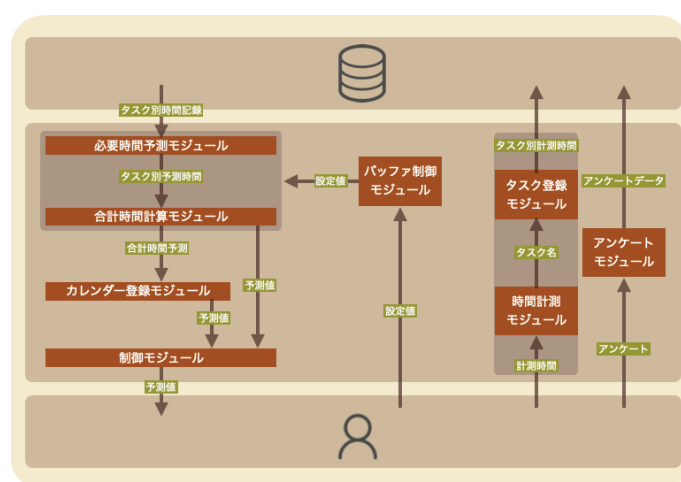 タスク別時間記録
必要時間予測モジュール
タスク別予測時間
合計時間計算モジュール
合計時間予測
カレンダー登録モジュール
予測値
予測値
制御モジュール
予測値
設定値
バッファ制御
モジュール
設定値
タスク別計測時間
タスク登録
モジュール
タスク名
時間計測
モジュール
計測時間
アンケートデータ
アンケート
モジュール
アンケート